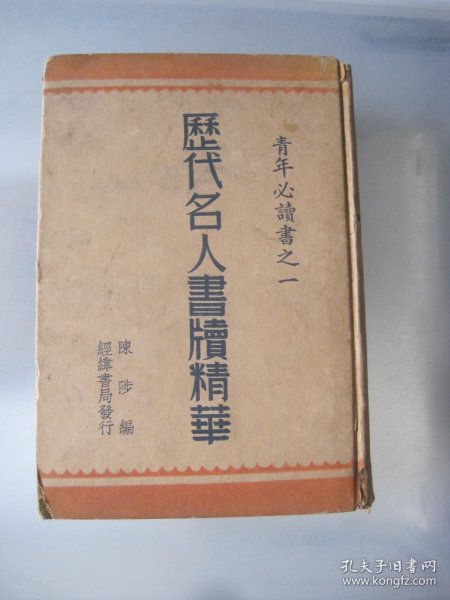 青年必讀書之一
歷代名人書牘精華
陳陟編
經緯書局發行
孔夫子旧书网
www.kongfz.com